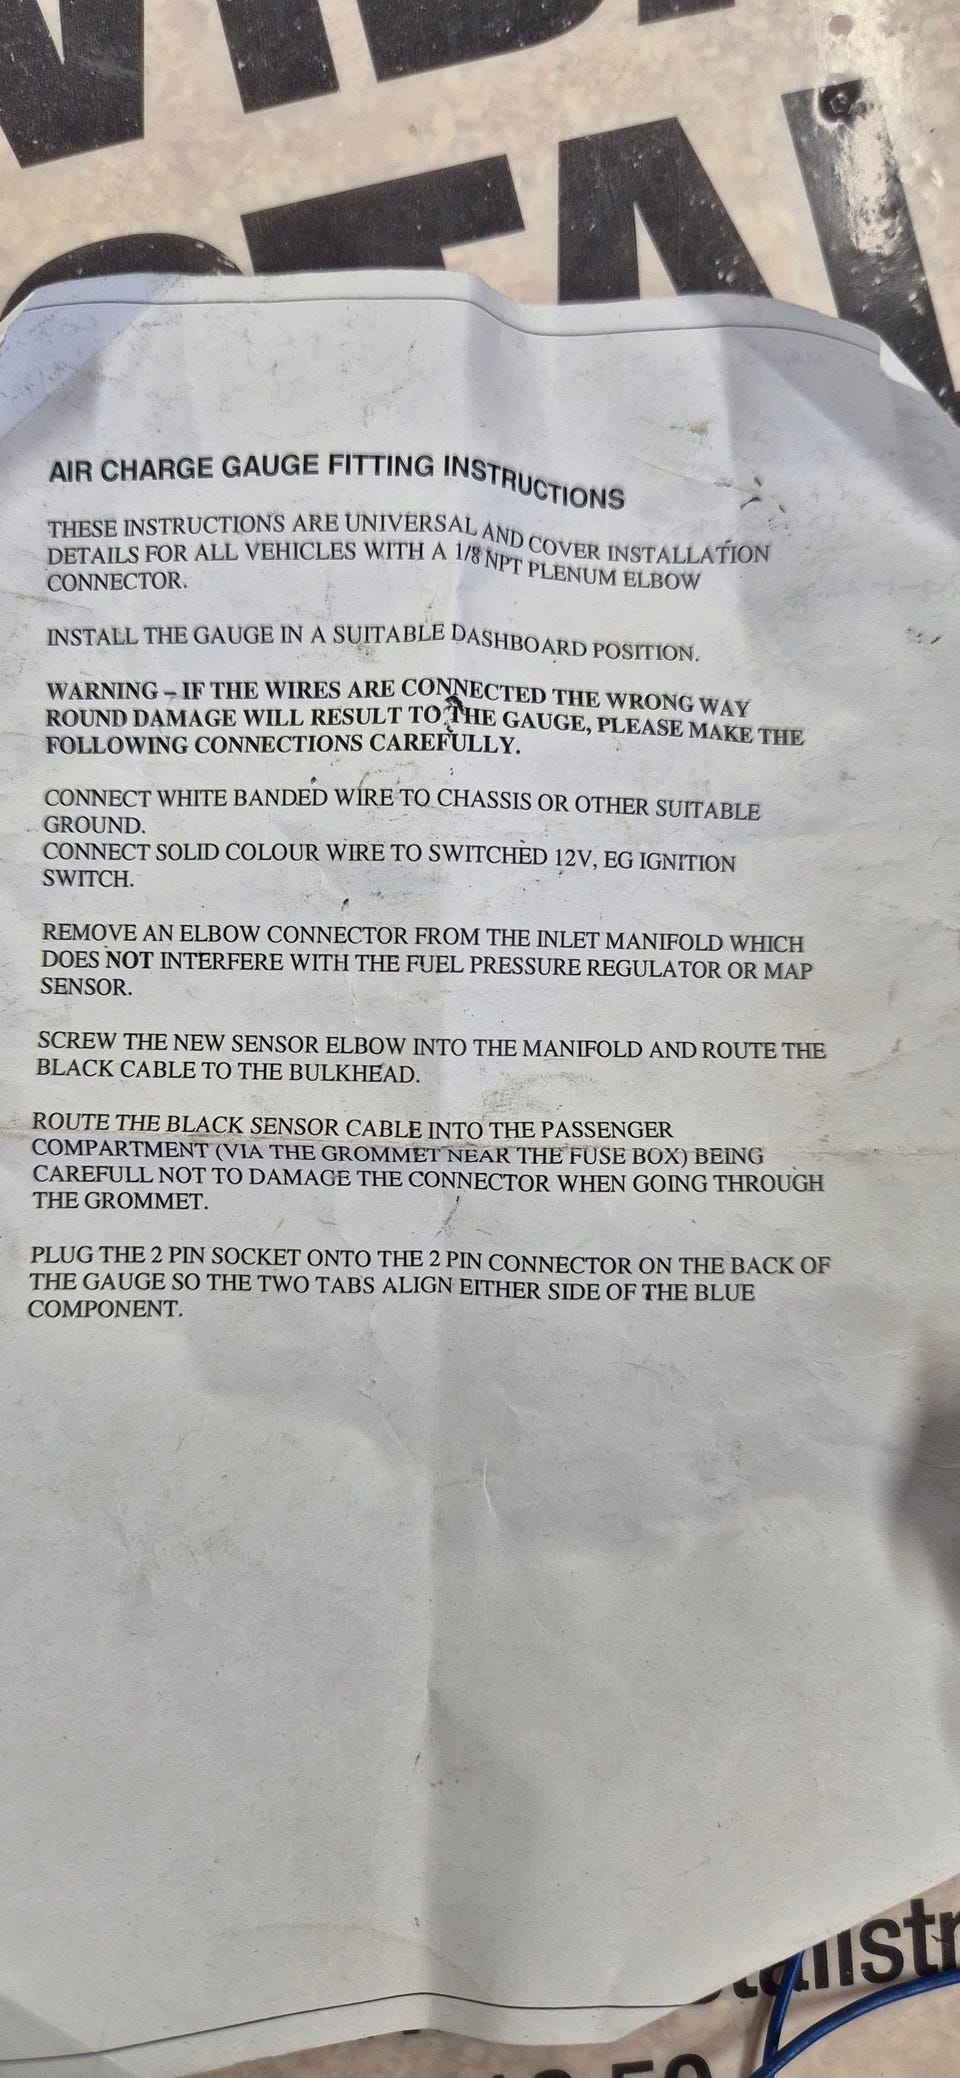 AIR CHARGE GAUGE FITTING INSTRUCTIONS
THESE INSTRUCTIONS ARE UNIVERSAL AND COVER INSTALLATION
DETAILS FOR ALL VEHICLES WITH A 1/8 NPT PLENUM ELBOW
CONNECTOR.
INSTALL THE GAUGE IN A SUITABLE DASHBOARD POSITION.
WARNING – IF THE WIRES ARE CONNECTED THE WRONG WAY
ROUND DAMAGE WILL RESULT TO THE GAUGE, PLEASE MAKE THE
FOLLOWING CONNECTIONS CAREFULLY.
CONNECT WHITE BANDED WIRE TO CHASSIS OR OTHER SUITABLE
GROUND.
CONNECT SOLID COLOUR WIRE TO SWITCHED 12V, EG IGNITION
SWITCH.
REMOVE AN ELBOW CONNECTOR FROM THE INLET MANIFOLD WHICH
DOES NOT INTERFERE WITH THE FUEL PRESSURE REGULATOR OR MAP
SENSOR.
SCREW THE NEW SENSOR ELBOW INTO THE MANIFOLD AND ROUTE THE
BLACK CABLE TO THE BULKHEAD.
ROUTE THE BLACK SENSOR CABLE INTO THE PASSENGER
COMPARTMENT (VIA THE GROMMET NEAR THE FUSE BOX) BEING
CAREFULL NOT TO DAMAGE THE CONNECTOR WHEN GOING THROUGH
THE GROMMET.
PLUG THE 2 PIN SOCKET ONTO THE 2 PIN CONNECTOR ON THE BACK OF
THE GAUGE SO THE TWO TABS ALIGN EITHER SIDE OF THE BLUE
COMPONENT.